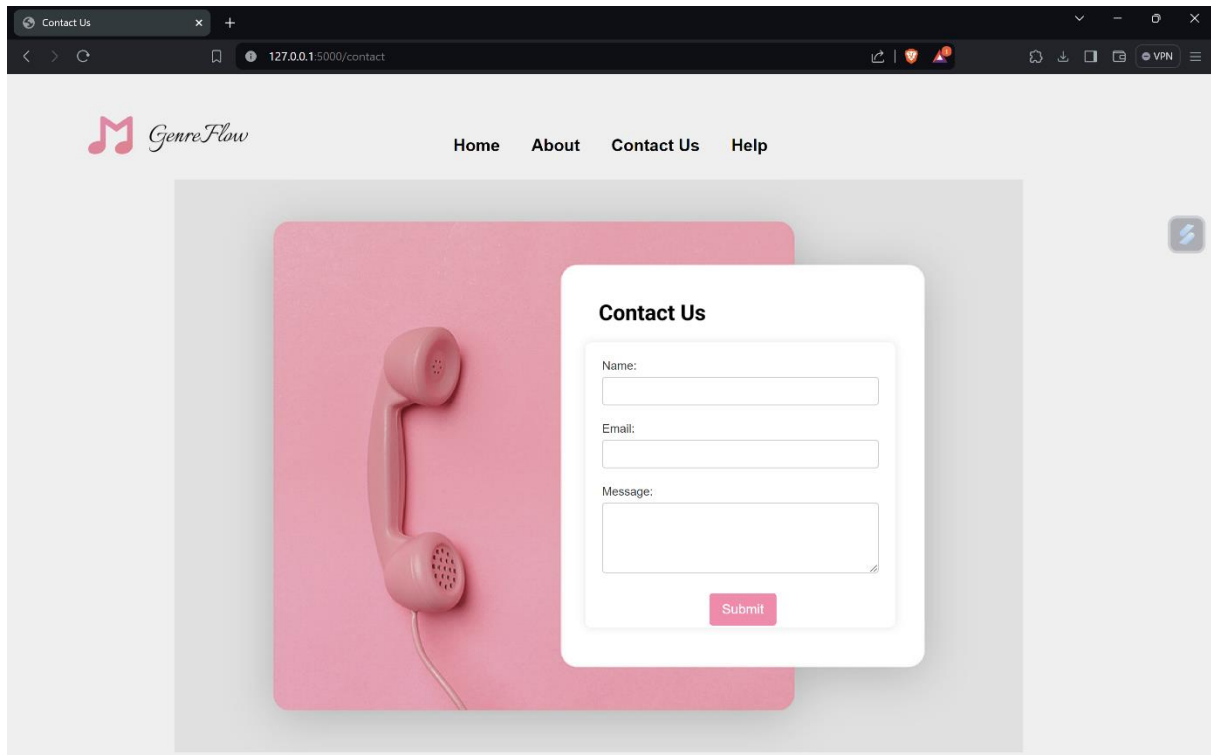 Contact Us
127.0.0.1:5000/contact
1
VPN
GenreFlow
Home About Contact Us Help
Contact Us
Name:
Email:
Message:
Submit